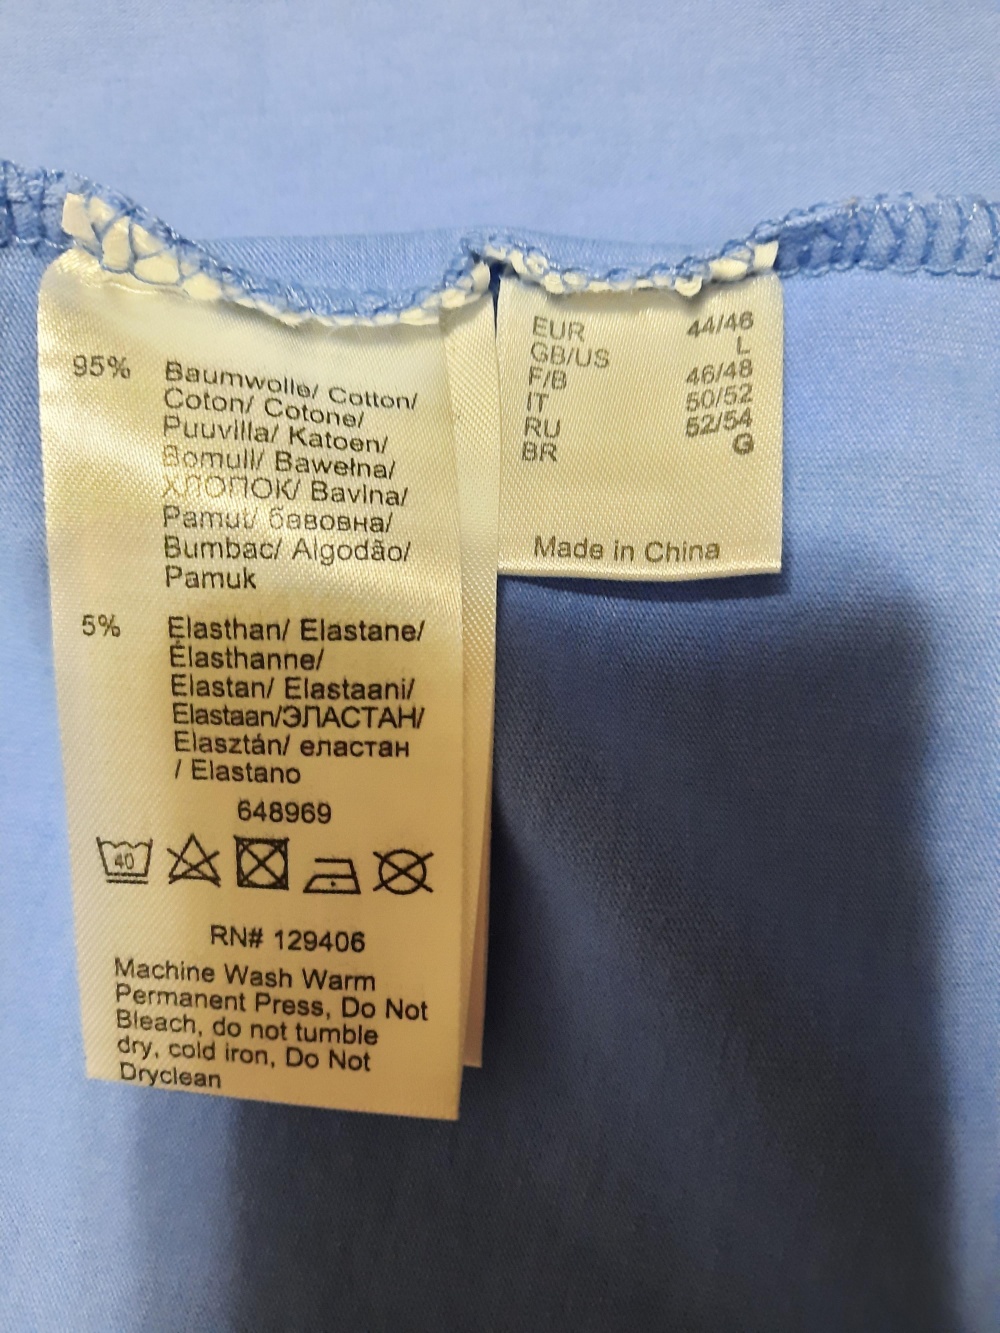 95% Baumwolle/ Cotton/
Coton/ Cotone/
Puuvilla/ Katoen/
Bomull/ Bawełna/
ХЛОПОК/ Bavlna/
Pamut/ бавовна/
Bumbac/ Algodão/
Pamuk
5% Elasthan/ Elastane/
Élasthanne/
Elastan/ Elastaani/
Elastaan/ЭЛАСТАН/
Elasztán/ еластан
/ Elastano
648969
40
RN# 129406
Machine Wash Warm
Permanent Press, Do Not
Bleach, do not tumble
dry, cold iron, Do Not
Dryclean
EUR 44/46
GB/US L
F/B 46/48
IT 50/52
RU 52/54
BR G
Made in China